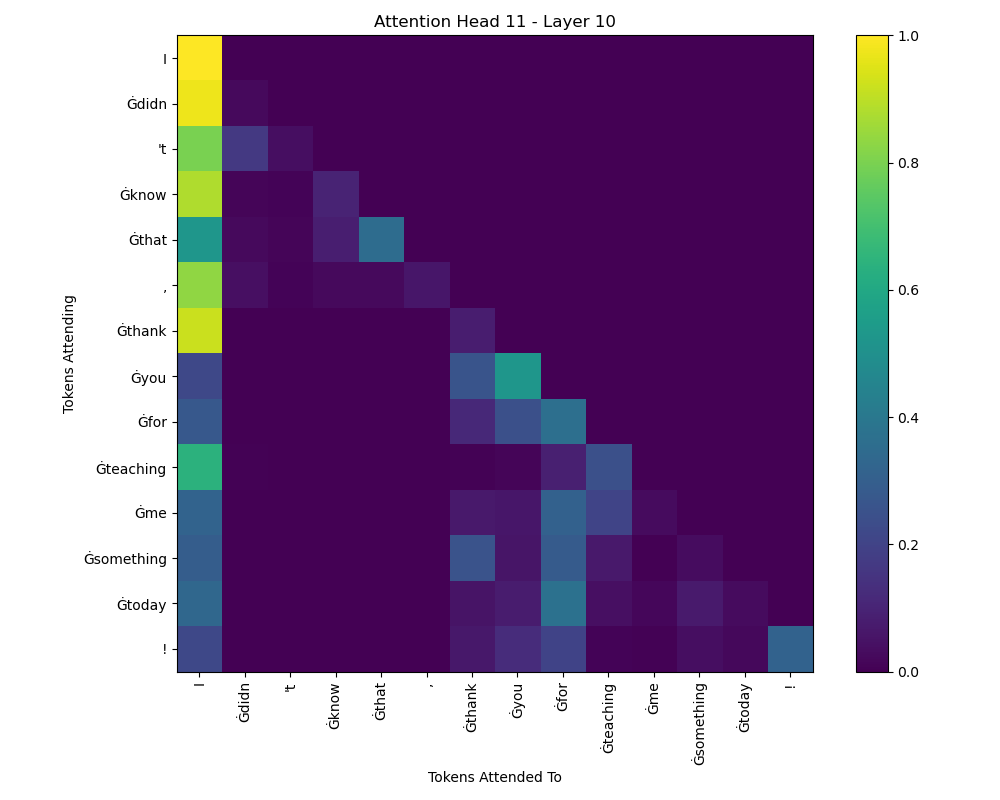 Attention Head 11 - Layer 10
I
Ġdidn
't
Ġknow
Ġthat
,
Ġthank
Ġyou
Ġfor
Ġteaching
Ġme
Ġsomething
Ġtoday
!
Tokens Attending
I
Ġdidn
't
Ġknow
Ġthat
,
Ġthank
Ġyou
Ġfor
Ġteaching
Ġme
Ġsomething
Ġtoday
!
Tokens Attended To
1.0
0.8
0.6
0.4
0.2
0.0